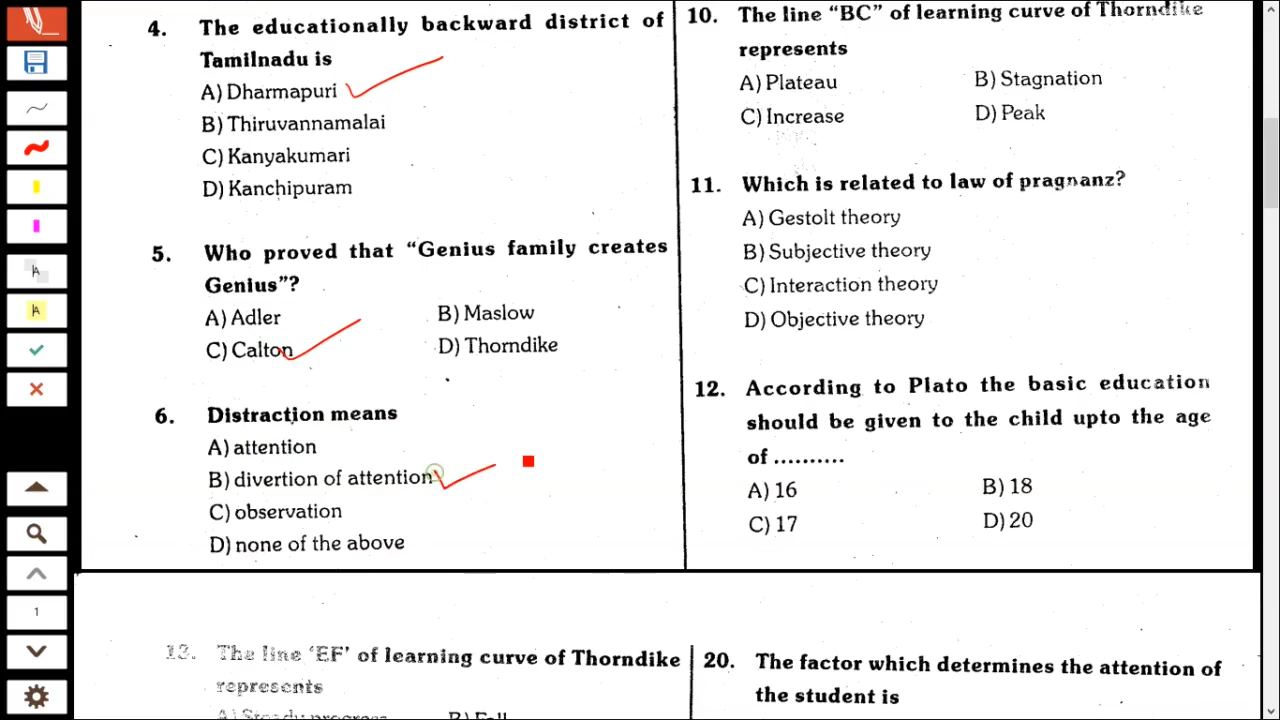 4. The educationally backward district of
Tamilnadu is
A) Dharmapuri
B) Thiruvannamalai
C) Kanyakumari
D) Kanchipuram
5. Who proved that "Genius family creates
Genius"?
A) Adler B) Maslow
C) Calton D) Thorndike
6. Distraction means
A) attention
B) divertion of attention
C) observation
D) none of the above
10. The line "BC" of learning curve of Thorndike
represents
A) Plateau B) Stagnation
C) Increase D) Peak
11. Which is related to law of pragnanz?
A) Gestolt theory
B) Subjective theory
C) Interaction theory
D) Objective theory
12. According to Plato the basic education
should be given to the child upto the age
of ..........
A) 16 B) 18
C) 17 D) 20
13. The line 'EF' of learning curve of Thorndike
represents
A) Steady progress B) Fall
20. The factor which determines the attention of
the student is
A
A
1